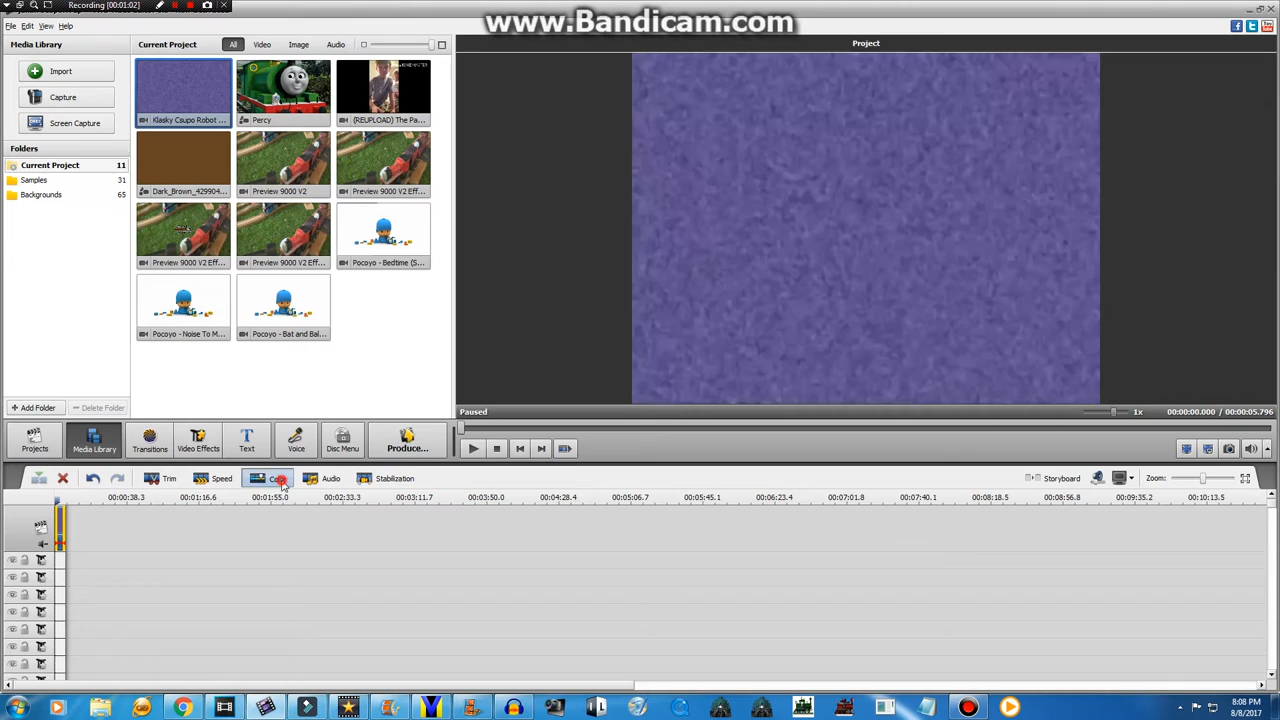 Recording [00:01:02]
www.Bandicam.com
File Edit View Help
Media Library
Current Project
All
Video
Image
Audio
Project
Import
Capture
Screen Capture
Folders
Current Project 11
Samples 31
Backgrounds 65
Klasky Csupo Robot ...
Percy
(REUPLOAD) The Pa...
Dark_Brown_429904...
Preview 9000 V2
Preview 9000 V2 Eff...
Preview 9000 V2 Eff...
Preview 9000 V2 Eff...
Pocoyo - Bedtime (S...
Pocoyo - Noise To M...
Pocoyo - Bat and Bal...
Add Folder
Delete Folder
Paused
1x
00:00:00.000 / 00:00:05.796
Projects
Media Library
Transitions
Video Effects
Text
Voice
Disc Menu
Produce...
Trim
Speed
Audio
Stabilization
Storyboard
Zoom:
00:00:38.3 00:01:16.6 00:01:55.0 00:02:33.3 00:03:11.7 00:03:50.0 00:04:28.4 00:05:06.7 00:05:45.1 00:06:23.4 00:07:01.8 00:07:40.1 00:08:18.5 00:08:56.8 00:09:35.2 00:10:13.5
8:08 PM
8/8/2017